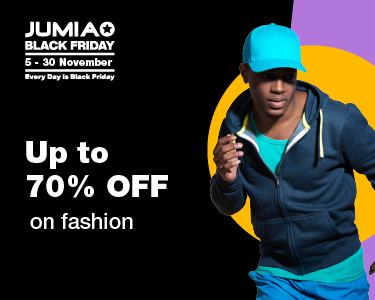 JUMIA
BLACK FRIDAY
5 - 30 November
Every Day is Black Friday
Up to
70% OFF
on fashion